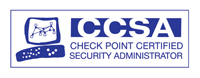 CCSA
CHECK POINT CERTIFIED
SECURITY ADMINISTRATOR